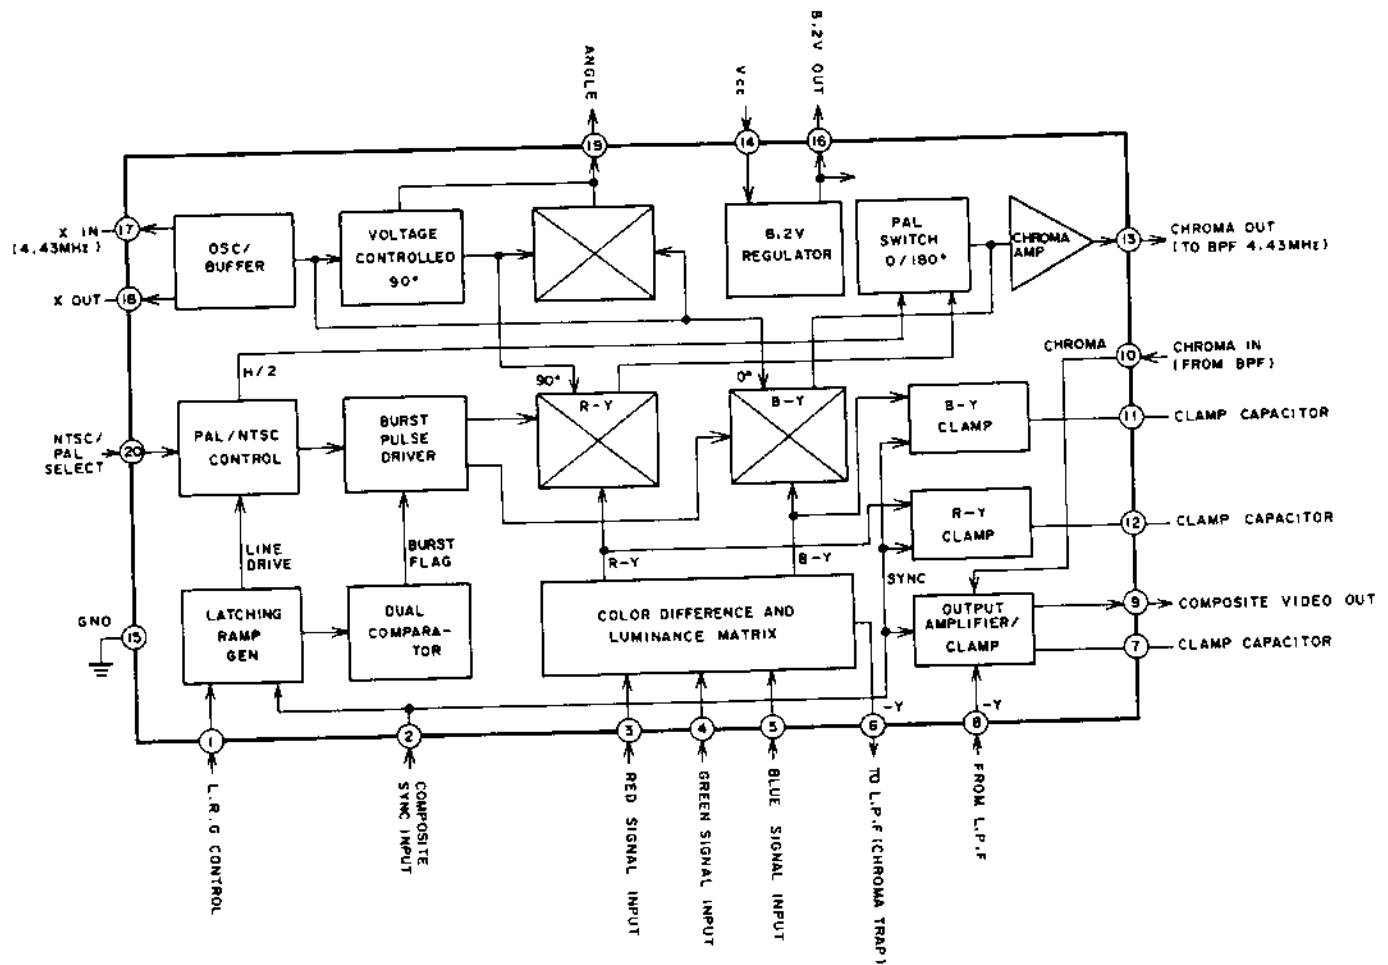 ANGLE
Vcc
8.2V OUT
19
14
16
17
X IN
(4.43MHz)
OSC/
BUFFER
VOLTAGE
CONTROLLED
90°
8.2V
REGULATOR
PAL
SWITCH
0/180°
CHROMA
AMP
13
CHROMA OUT
(TO BPF 4.43MHz)
X OUT
18
H/2
CHROMA
10
CHROMA IN
(FROM BPF)
90°
R-Y
0°
B-Y
B-Y
CLAMP
11
CLAMP CAPACITOR
NTSC/
PAL
SELECT
20
PAL/NTSC
CONTROL
BURST
PULSE
DRIVER
R-Y
CLAMP
12
CLAMP CAPACITOR
LINE
DRIVE
BURST
FLAG
R-Y
B-Y
SYNC
GND
15
LATCHING
RAMP
GEN
DUAL
COMPARA-
TOR
COLOR DIFFERENCE AND
LUMINANCE MATRIX
OUTPUT
AMPLIFIER/
CLAMP
9
COMPOSITE VIDEO OUT
7
CLAMP CAPACITOR
-Y
-Y
1
2
3
4
5
6
8
L.R.G CONTROL
COMPOSITE
SYNC INPUT
RED SIGNAL INPUT
GREEN SIGNAL INPUT
BLUE SIGNAL INPUT
TO L.P.F (CHROMA TRAP)
FROM L.P.F